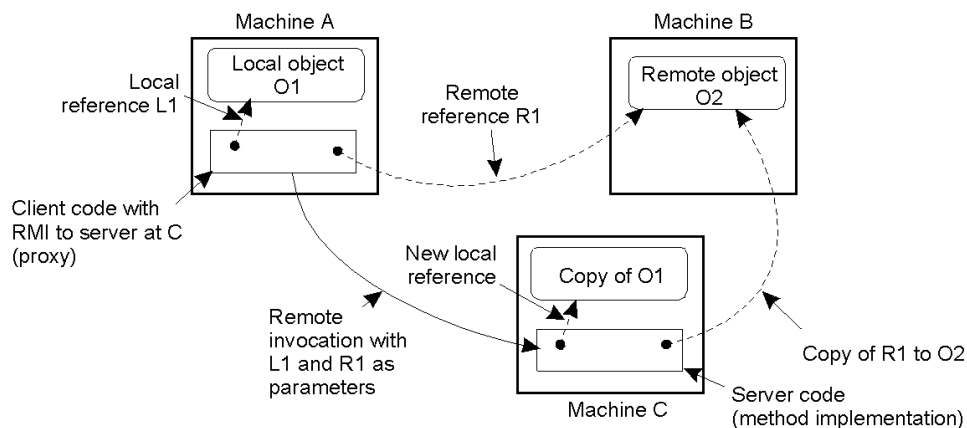 Machine A
Machine B
Local object
O1
Remote object
O2
Local
reference L1
Remote
reference R1
Client code with
RMI to server at C
(proxy)
New local
reference
Copy of O1
Remote
invocation with
L1 and R1 as
parameters
Copy of R1 to O2
Server code
(method implementation)
Machine C